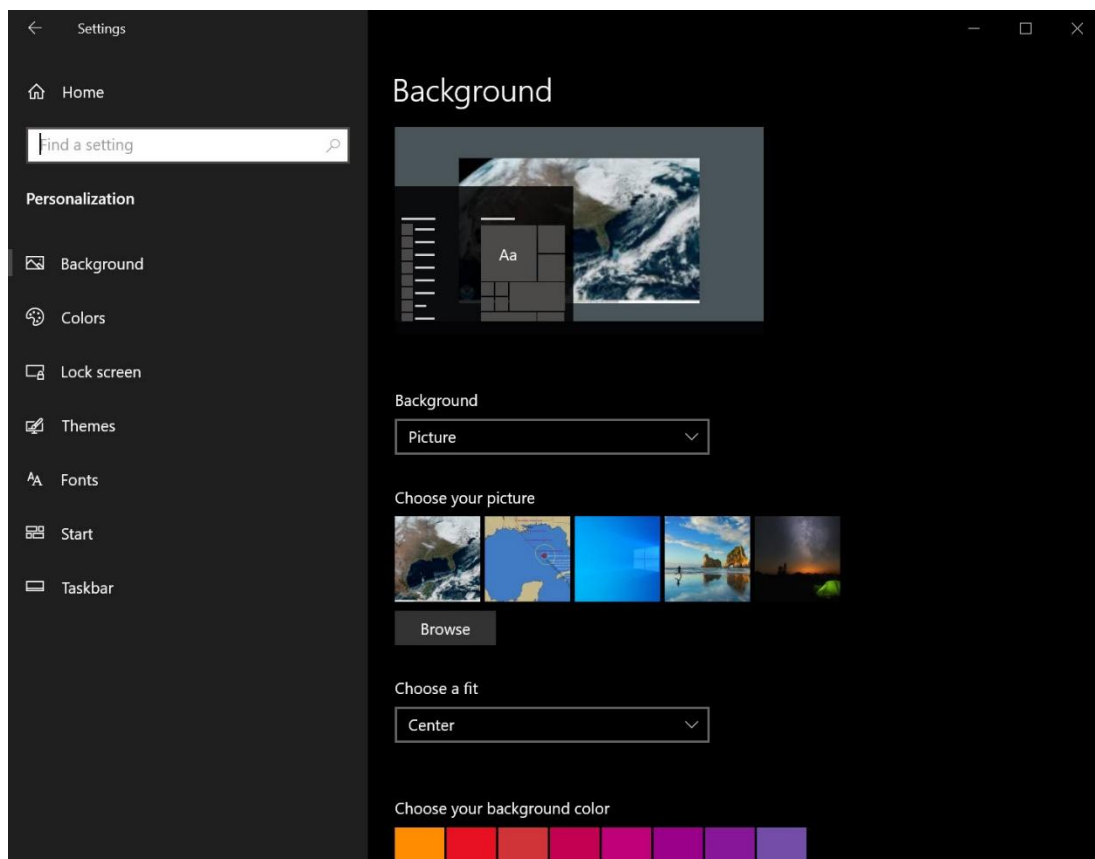 Settings
Home
Find a setting
Personalization
Background
Colors
Lock screen
Themes
Fonts
Start
Taskbar
Background
Aa
Background
Picture
Choose your picture
Browse
Choose a fit
Center
Choose your background color